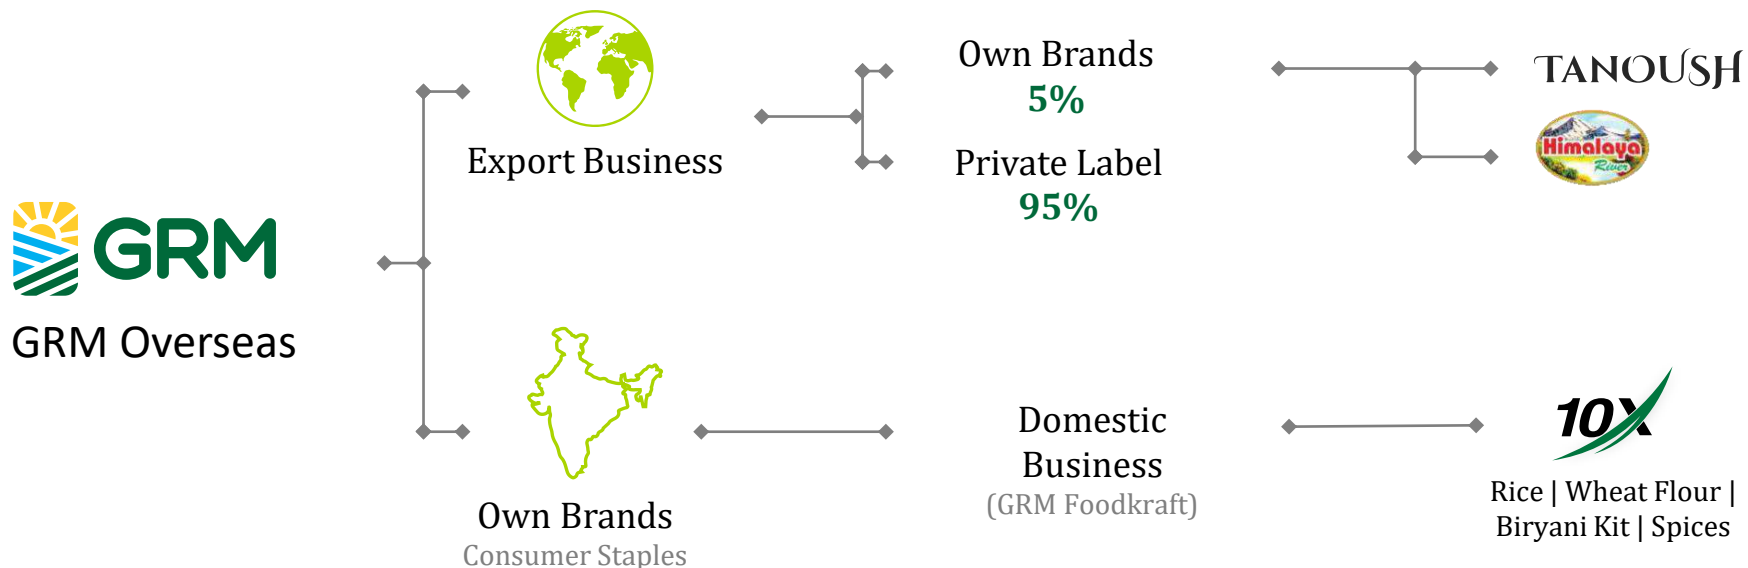 GRM
GRM Overseas
Export Business
Own Brands
5%
Private Label
95%
TANOUSH
Himalaya
River
Own Brands
Consumer Staples
Domestic
Business
(GRM Foodkraft)
10X
Rice | Wheat Flour |
Biryani Kit | Spices